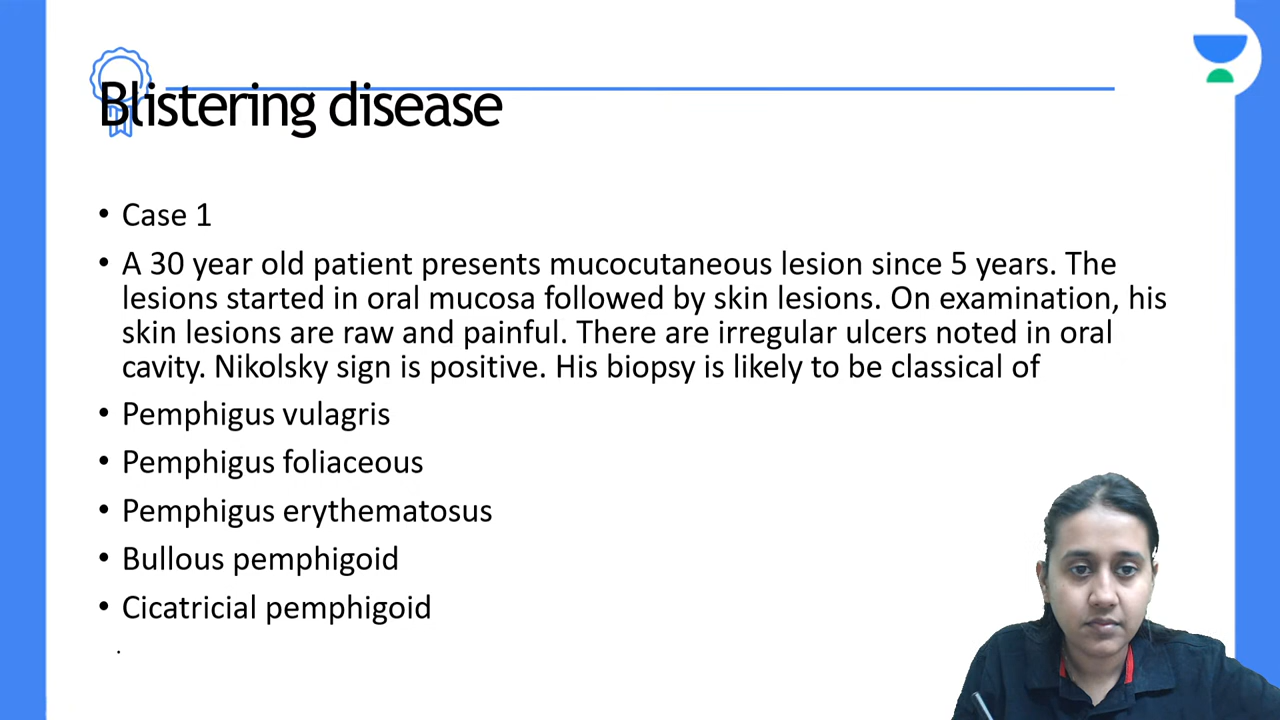 Blistering disease
• Case 1
• A 30 year old patient presents mucocutaneous lesion since 5 years. The
lesions started in oral mucosa followed by skin lesions. On examination, his
skin lesions are raw and painful. There are irregular ulcers noted in oral
cavity. Nikolsky sign is positive. His biopsy is likely to be classical of
• Pemphigus vulagris
• Pemphigus foliaceous
• Pemphigus erythematosus
• Bullous pemphigoid
• Cicatricial pemphigoid
.